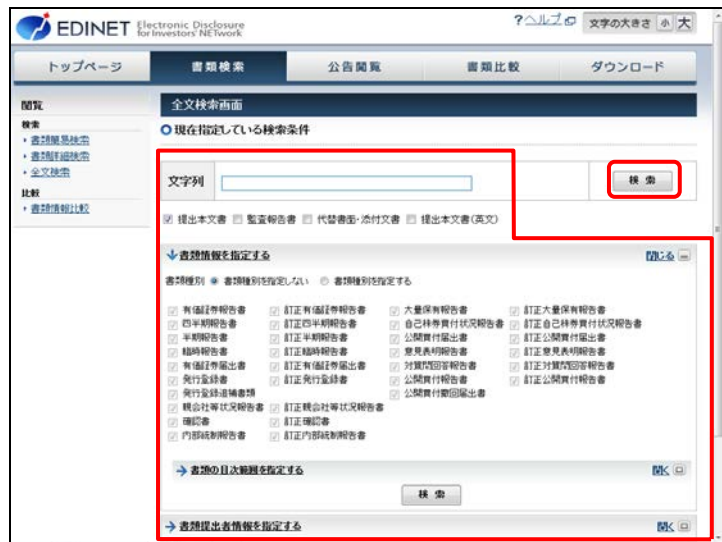 EDINET Electronic Disclosure for Investors' NETwork
?ヘルプ 文字の大きさ 小 大
トップページ 書類検索 公告閲覧 書類比較 ダウンロード
閲覧
検索
書類簡易検索
書類詳細検索
全文検索
比較
書類情報比較
全文検索画面
現在指定している検索条件
文字列 検索
提出本文書 監査報告書 代替書面・添付文書 提出本文書(英文)
書類情報を指定する 閉じる
書類種別 書類種別を指定しない 書類種別を指定する
有価証券報告書 訂正有価証券報告書 大量保有報告書 訂正大量保有報告書
四半期報告書 訂正四半期報告書 自己株券買付状況報告書 訂正自己株券買付状況報告書
半期報告書 訂正半期報告書 公開買付届出書 訂正公開買付届出書
臨時報告書 訂正臨時報告書 意見表明報告書 訂正意見表明報告書
有価証券届出書 訂正有価証券届出書 対質問回答報告書 訂正対質問回答報告書
発行登録書 訂正発行登録書 公開買付報告書 訂正公開買付報告書
発行登録追補書類 公開買付撤回届出書
親会社等状況報告書 訂正親会社等状況報告書
確認書 訂正確認書
内部統制報告書 訂正内部統制報告書
書類の目次範囲を指定する 開く
検索
書類提出者情報を指定する 開く